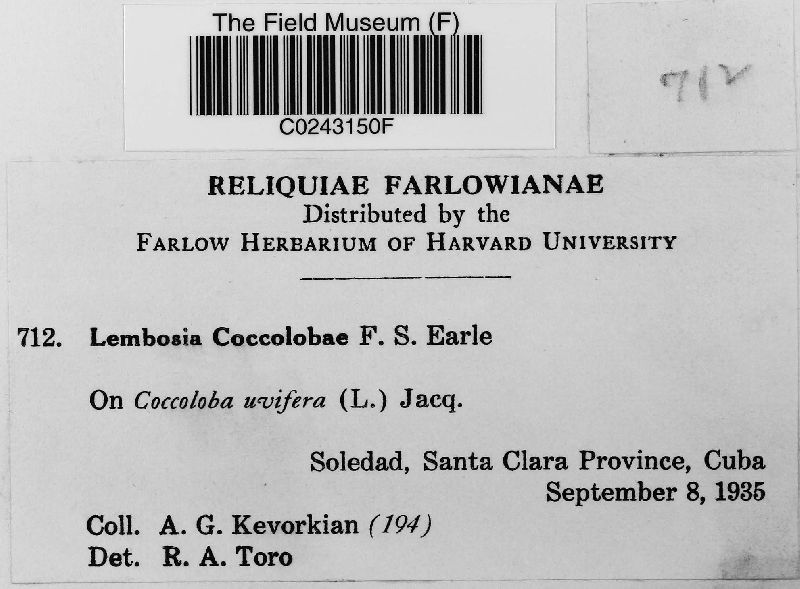 The Field Museum (F)
C0243150F
712
RELIQUIAE FARLOWIANAE
Distributed by the
FARLOW HERBARIUM OF HARVARD UNIVERSITY
712. Lembosia Coccolobae F. S. Earle
On Coccoloba uvifera (L.) Jacq.
Soledad, Santa Clara Province, Cuba
September 8, 1935
Coll. A. G. Kevorkian (194)
Det. R. A. Toro